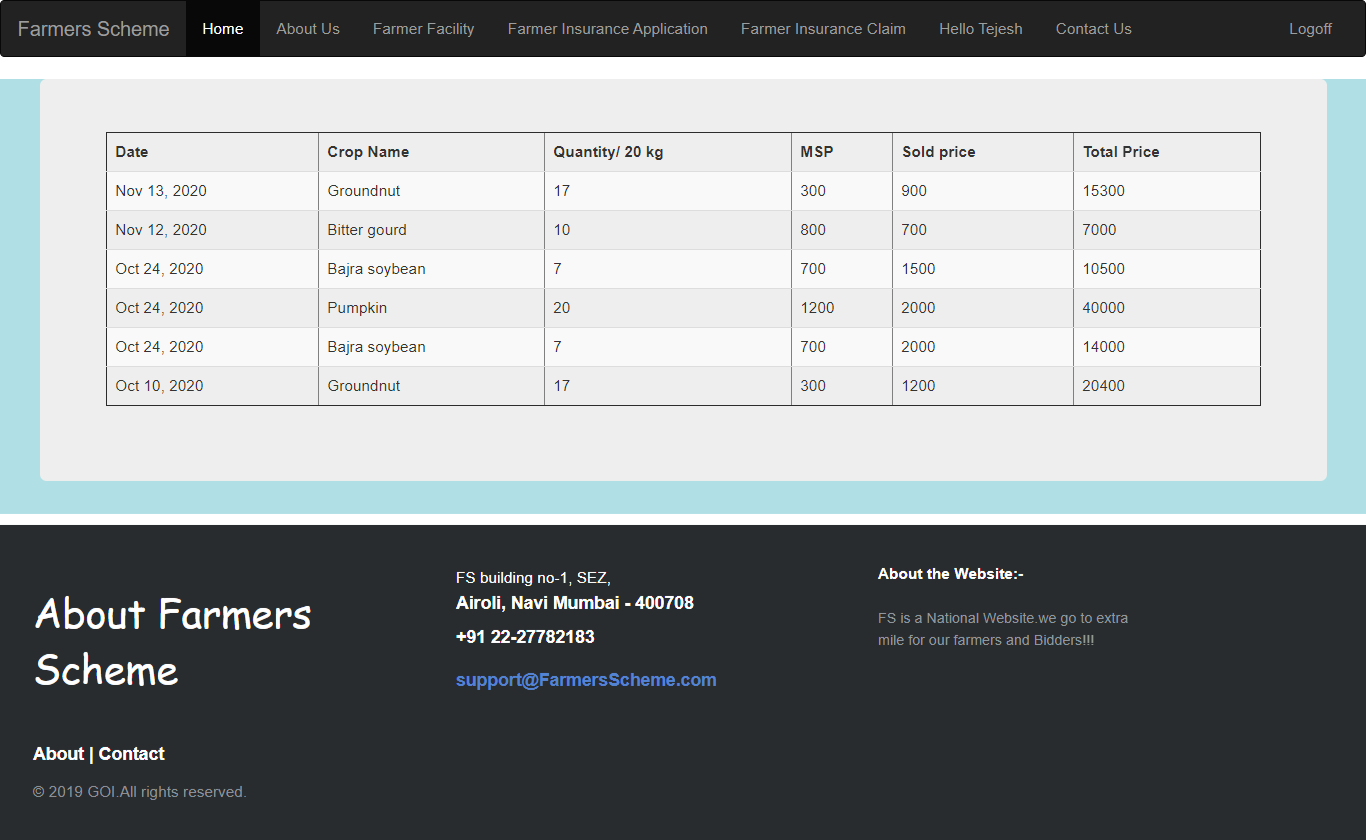 Farmers Scheme Home About Us Farmer Facility Farmer Insurance Application Farmer Insurance Claim Hello Tejesh Contact Us Logoff
Date Crop Name Quantity/ 20 kg MSP Sold price Total Price
Nov 13, 2020 Groundnut 17 300 900 15300
Nov 12, 2020 Bitter gourd 10 800 700 7000
Oct 24, 2020 Bajra soybean 7 700 1500 10500
Oct 24, 2020 Pumpkin 20 1200 2000 40000
Oct 24, 2020 Bajra soybean 7 700 2000 14000
Oct 10, 2020 Groundnut 17 300 1200 20400
About Farmers
Scheme
About | Contact
© 2019 GOI.All rights reserved.
FS building no-1, SEZ,
Airoli, Navi Mumbai - 400708
+91 22-27782183
support@FarmersScheme.com
About the Website:-
FS is a National Website.we go to extra
mile for our farmers and Bidders!!!